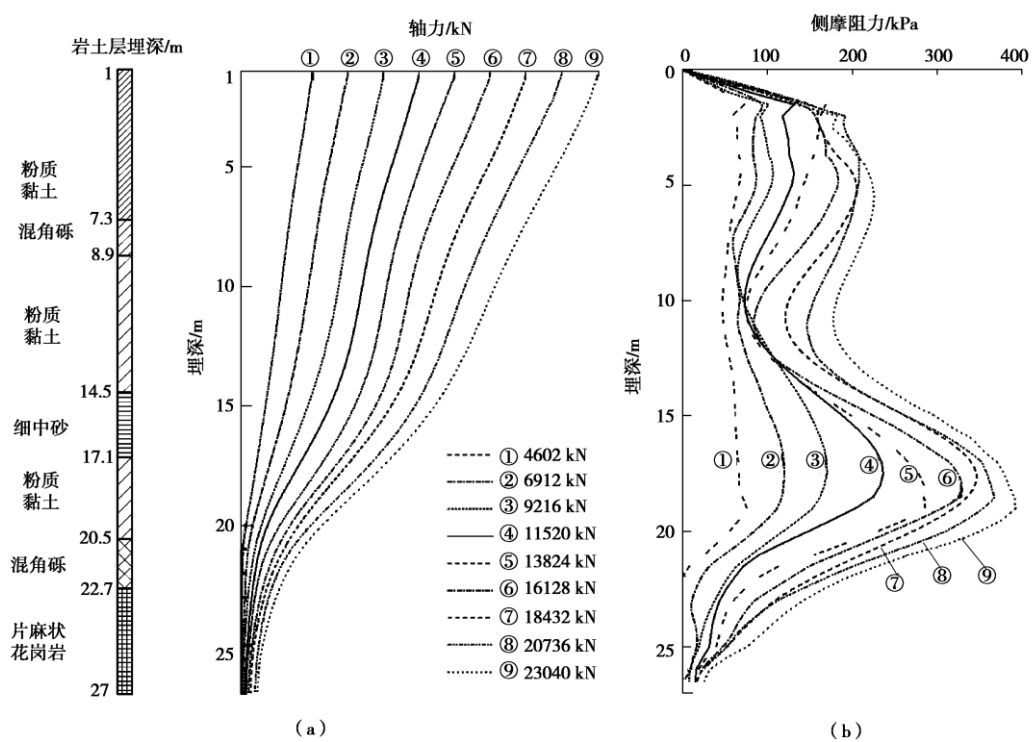 岩土层埋深/m
1
粉质
黏土
7.3
混角砾
8.9
粉质
黏土
14.5
细中砂
17.1
粉质
黏土
20.5
混角砾
22.7
片麻状
花岗岩
27
轴力/kN
① ② ③ ④ ⑤ ⑥ ⑦ ⑧ ⑨
1
5
10
15
20
25
埋深/m
① 4602 kN
② 6912 kN
③ 9216 kN
④ 11520 kN
⑤ 13824 kN
⑥ 16128 kN
⑦ 18432 kN
⑧ 20736 kN
⑨ 23040 kN
(a)
侧摩阻力/kPa
0 100 200 300 400
0
5
10
15
20
25
埋深/m
① ② ③ ④ ⑤ ⑥
⑦ ⑧ ⑨
(b)